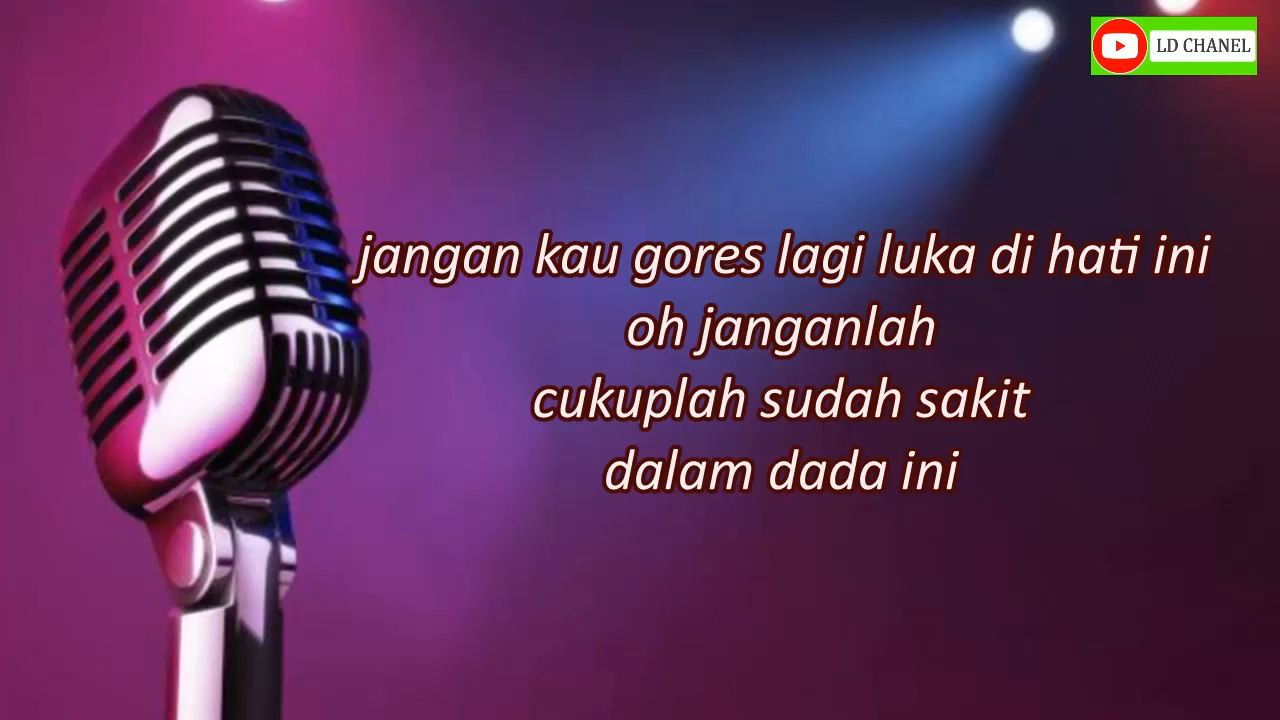 LD CHANEL
jangan kau gores lagi luka di hati ini
oh janganlah
cukuplah sudah sakit
dalam dada ini